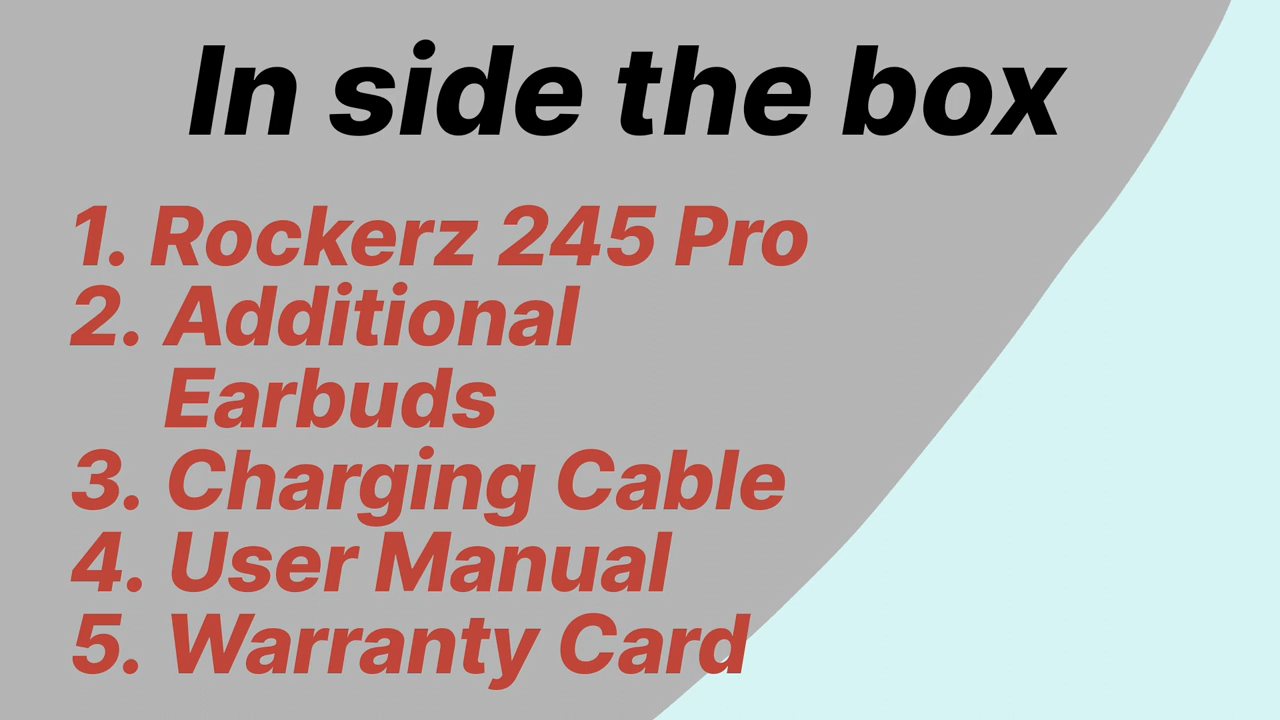 In side the box
1. Rockerz 245 Pro
2. Additional
Earbuds
3. Charging Cable
4. User Manual
5. Warranty Card